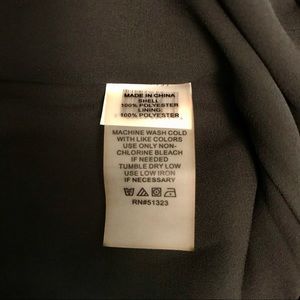 MADE IN CHINA
SHELL:
100% POLYESTER
LINING:
100% POLYESTER
MACHINE WASH COLD
WITH LIKE COLORS
USE ONLY NON-
CHLORINE BLEACH
IF NEEDED
TUMBLE DRY LOW
USE LOW IRON
IF NECESSARY
RN#51323